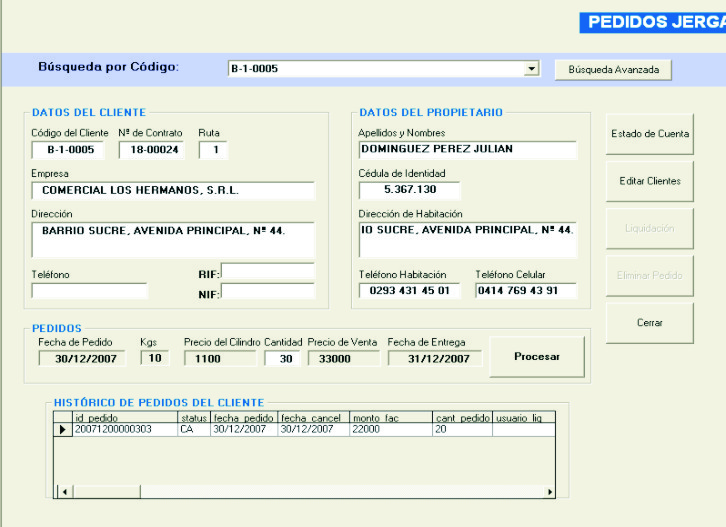 PEDIDOS JERGA
Búsqueda por Código: B-1-0005 Búsqueda Avanzada
DATOS DEL CLIENTE
Código del Cliente Nº de Contrato Ruta
B-1-0005 18-00024 1
Empresa
COMERCIAL LOS HERMANOS, S.R.L.
Dirección
BARRIO SUCRE, AVENIDA PRINCIPAL, Nº 44.
Teléfono RIF:
NIF:
DATOS DEL PROPIETARIO
Apellidos y Nombres
DOMINGUEZ PEREZ JULIAN
Cédula de Identidad
5.367.130
Dirección de Habitación
IO SUCRE, AVENIDA PRINCIPAL, Nº 44.
Teléfono Habitación Teléfono Celular
0293 431 45 01 0414 769 43 91
Estado de Cuenta
Editar Clientes
Liquidación
Eliminar Pedido
Cerrar
PEDIDOS
Fecha de Pedido Kgs Precio del Cilindro Cantidad Precio de Venta Fecha de Entrega
30/12/2007 10 1100 30 33000 31/12/2007 Procesar
HISTÓRICO DE PEDIDOS DEL CLIENTE
id_pedido status fecha_pedido fecha_cancel monto_fac cant_pedido usuario_liq
20071200000303 CA 30/12/2007 30/12/2007 22000 20